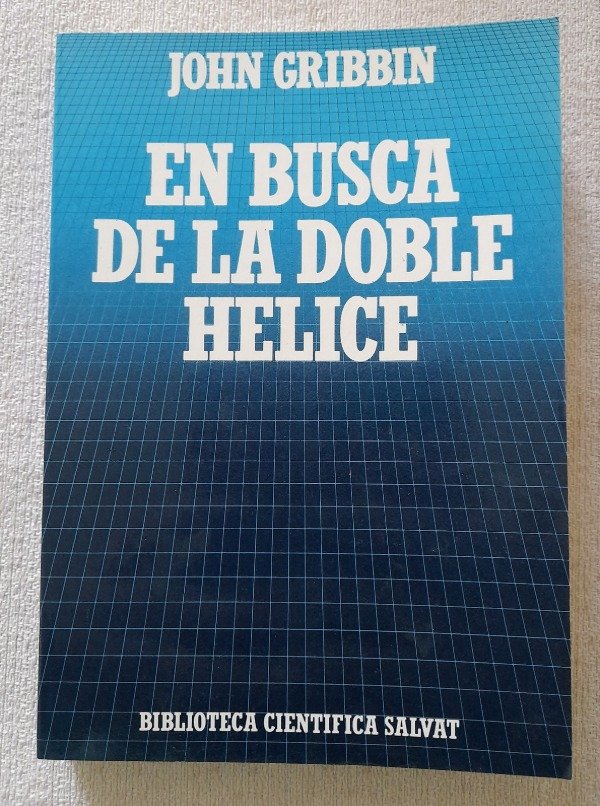 JOHN GRIBBIN
EN BUSCA
DE LA DOBLE
HELICE
BIBLIOTECA CIENTIFICA SALVAT